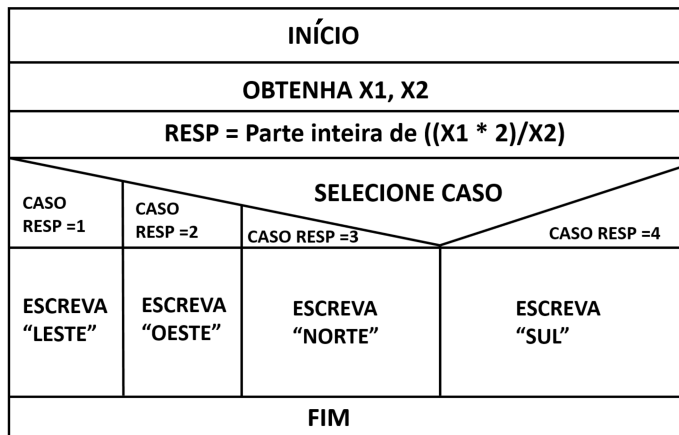 INÍCIO
OBTENHA X1, X2
RESP = Parte inteira de ((X1 * 2)/X2)
SELECIONE CASO
CASO
RESP =1
CASO
RESP =2
CASO RESP =3
CASO RESP =4
ESCREVA
“LESTE”
ESCREVA
“OESTE”
ESCREVA
“NORTE”
ESCREVA
“SUL”
FIM